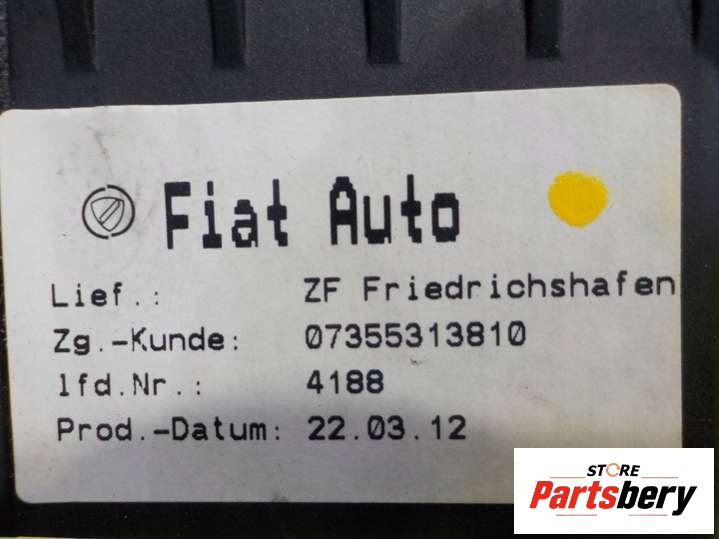 Fiat Auto
Lief.: ZF Friedrichshafen
Zg.-Kunde: 07355313810
lfd.Nr.: 4188
Prod.-Datum: 22.03.12
STORE
Partsbery